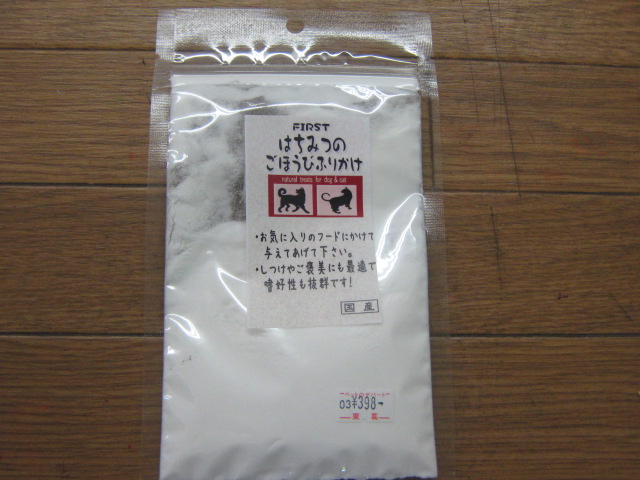 FIRST
はちみつの
ごほうびふりかけ
natural treats for dog & cat
・お気に入りのフードにかけて
与えてあげて下さい。
・しつけやご褒美にも最適で
嗜好性も抜群です!
国産
03¥398